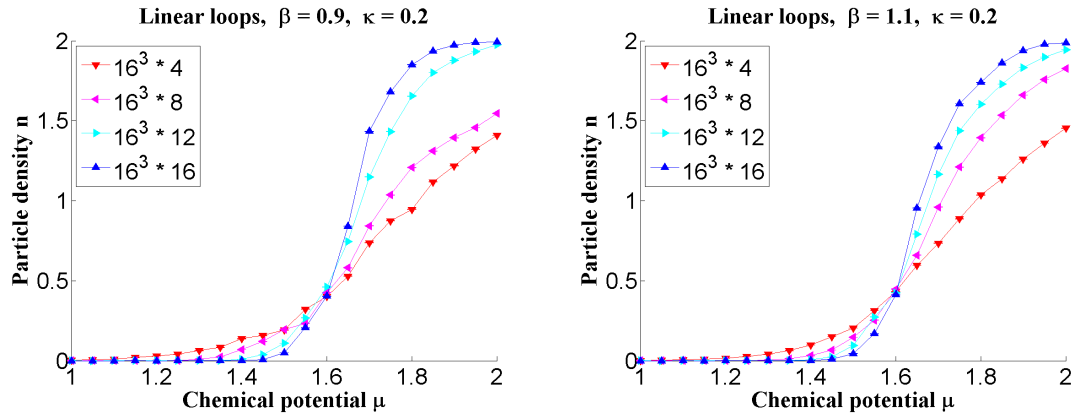 Linear loops, β = 0.9, κ = 0.2
Particle density n
2
1.5
1
0.5
0
16³ * 4
16³ * 8
16³ * 12
16³ * 16
1
1.2
1.4
1.6
1.8
2
Chemical potential μ
Linear loops, β = 1.1, κ = 0.2
Particle density n
2
1.5
1
0.5
0
16³ * 4
16³ * 8
16³ * 12
16³ * 16
1
1.2
1.4
1.6
1.8
2
Chemical potential μ